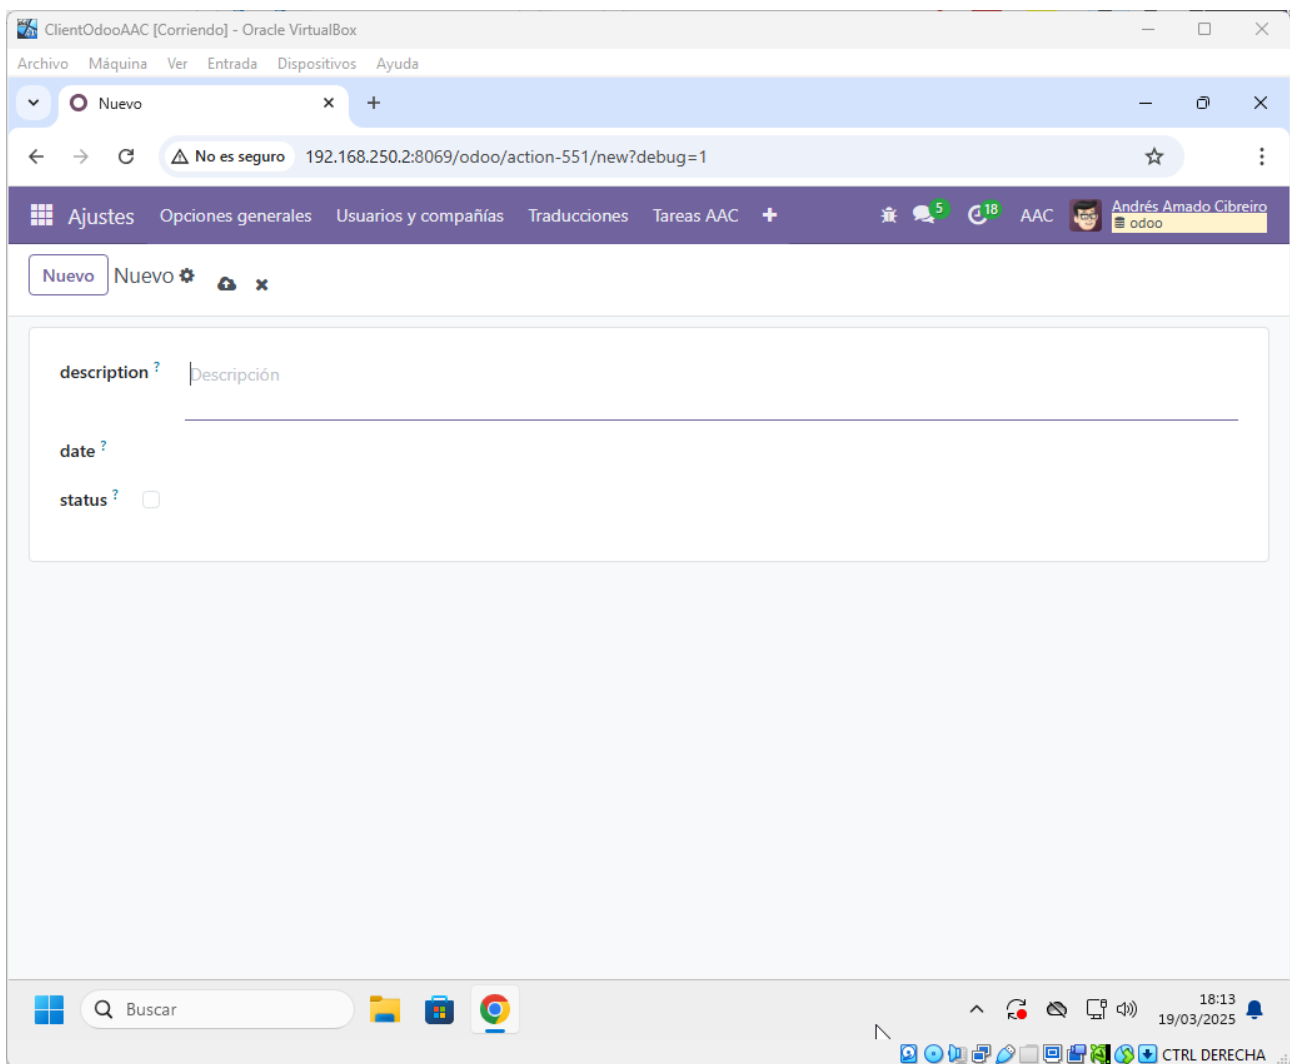 ClientOdooAAC [Corriendo] - Oracle VirtualBox
Archivo Máquina Ver Entrada Dispositivos Ayuda
Nuevo
No es seguro 192.168.250.2:8069/odoo/action-551/new?debug=1
Ajustes Opciones generales Usuarios y compañías Traducciones Tareas AAC + 5 18 AAC Andrés Amado Cibreiro
odoo
Nuevo Nuevo
description ? Descripción
date ?
status ?
Buscar 18:13
19/03/2025
CTRL DERECHA